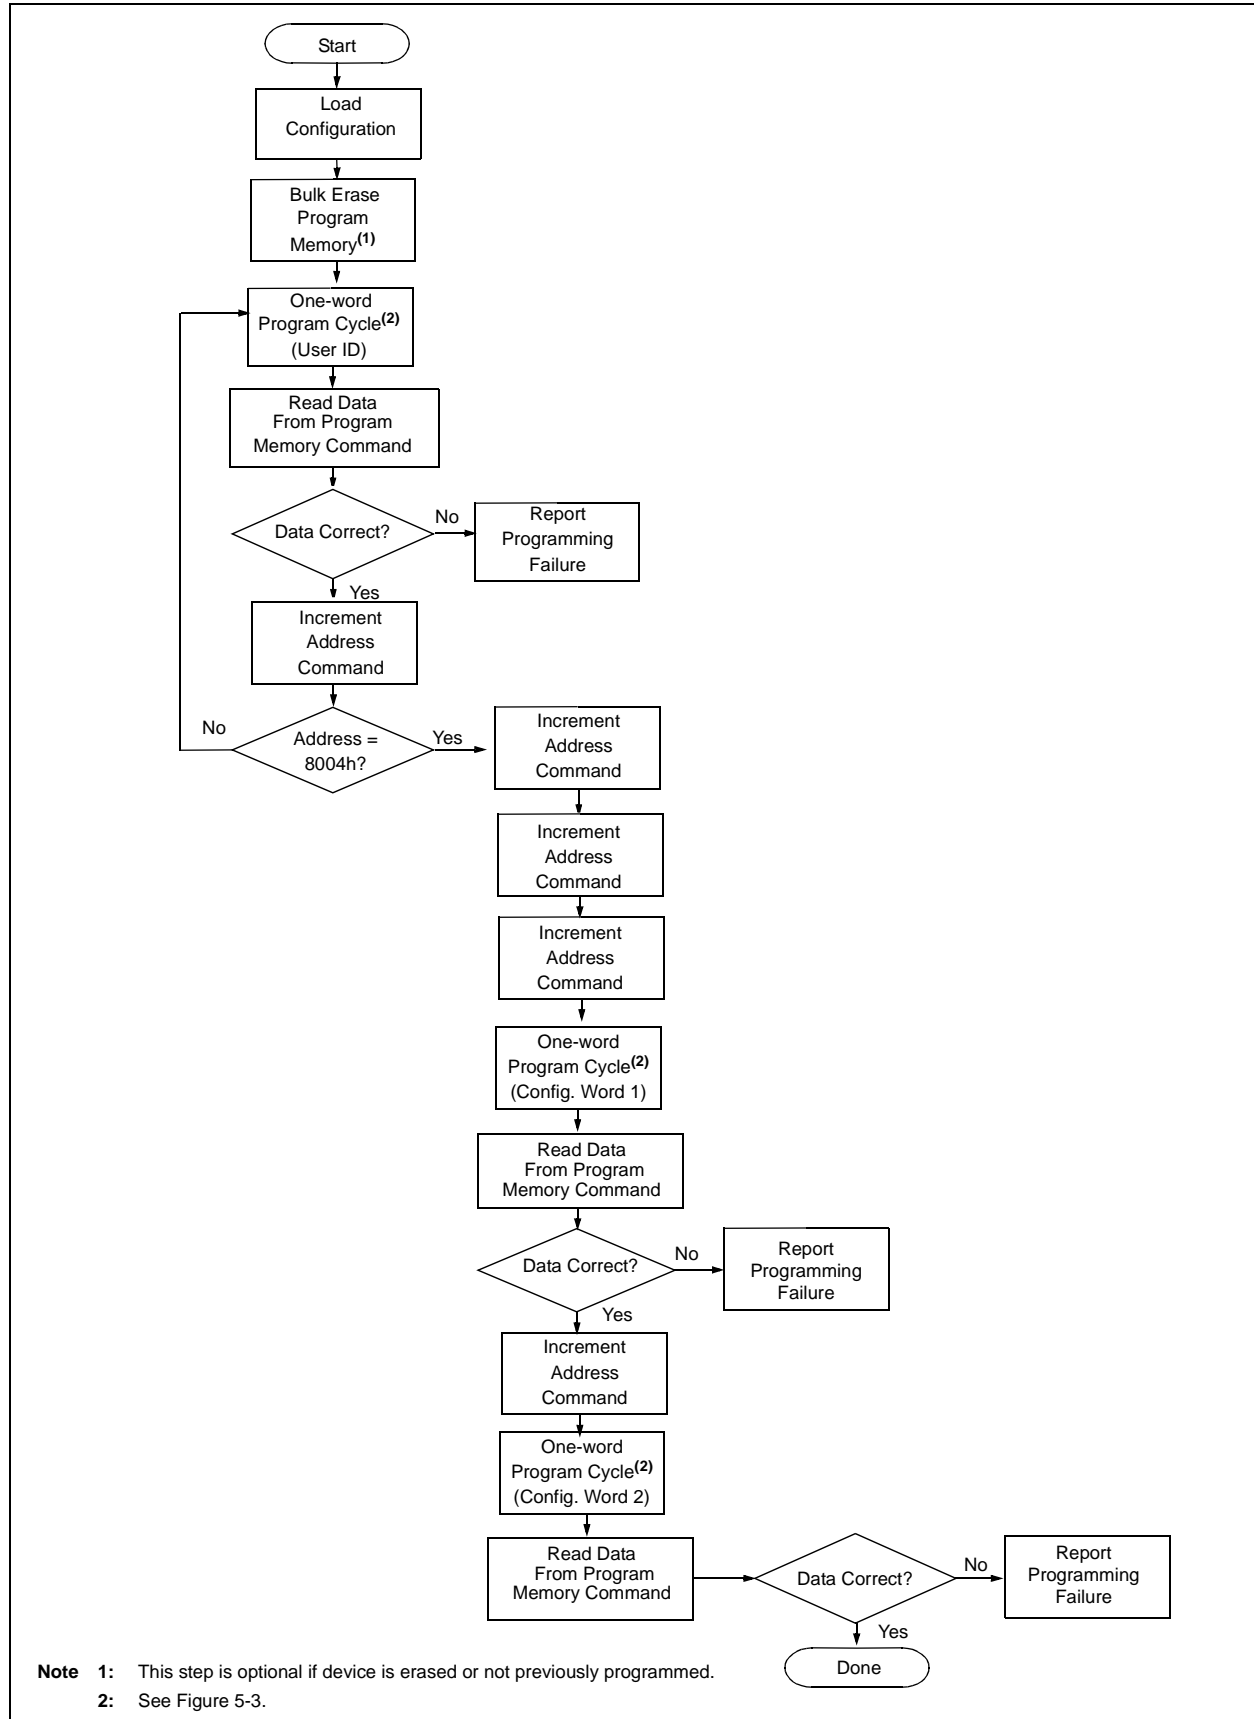 Start
Load
Configuration
Bulk Erase
Program
Memory(1)
One-word
Program Cycle(2)
(User ID)
Read Data
From Program
Memory Command
Data Correct?
No
Report
Programming
Failure
Yes
Increment
Address
Command
No
Address =
8004h?
Yes
Increment
Address
Command
Increment
Address
Command
Increment
Address
Command
One-word
Program Cycle(2)
(Config. Word 1)
Read Data
From Program
Memory Command
Data Correct?
No
Report
Programming
Failure
Yes
Increment
Address
Command
One-word
Program Cycle(2)
(Config. Word 2)
Read Data
From Program
Memory Command
Data Correct?
No
Report
Programming
Failure
Yes
Done
Note 1: This step is optional if device is erased or not previously programmed.
2: See Figure 5-3.